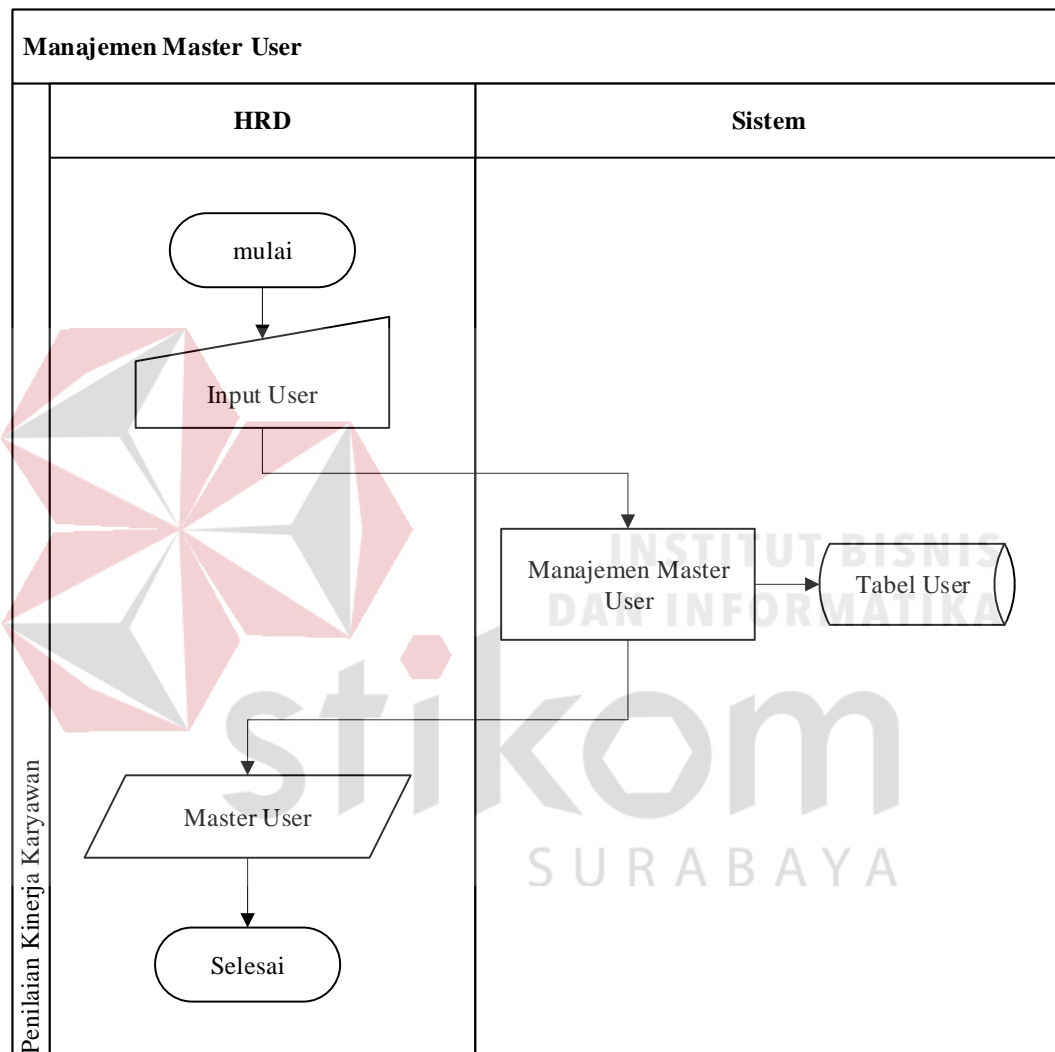 Manajemen Master User
HRD
Sistem
mulai
Input User
Manajemen Master
User
Tabel User
Master User
Selesai
Penilaian Kinerja Karyawan
INSTITUT BISNIS
DAN INFORMATIKA
stikom
SURABAYA